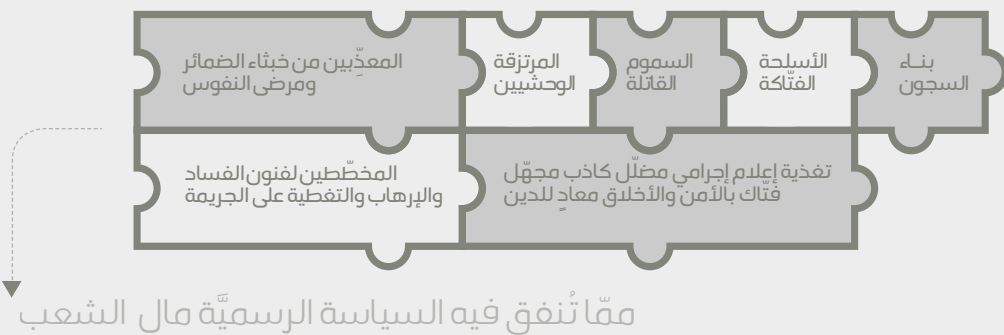 بنــاء
السجون
الأسلحة
الفتّاكة
السموم
القاتلة
المرتزقة
الوحشيين
المعذّبين من خبثاء الضمائر
ومرضى النفوس
تغذية إعلام إجرامي مضلّل كاذب مجهّل
فتّاك بالأمن والأخلاق معادٍ للدين
المخطّطين لفنون الفساد
والإرهاب والتغطية على الجريمة
ممّا تُنفق فيه السياسة الرسميَّة مال الشعب